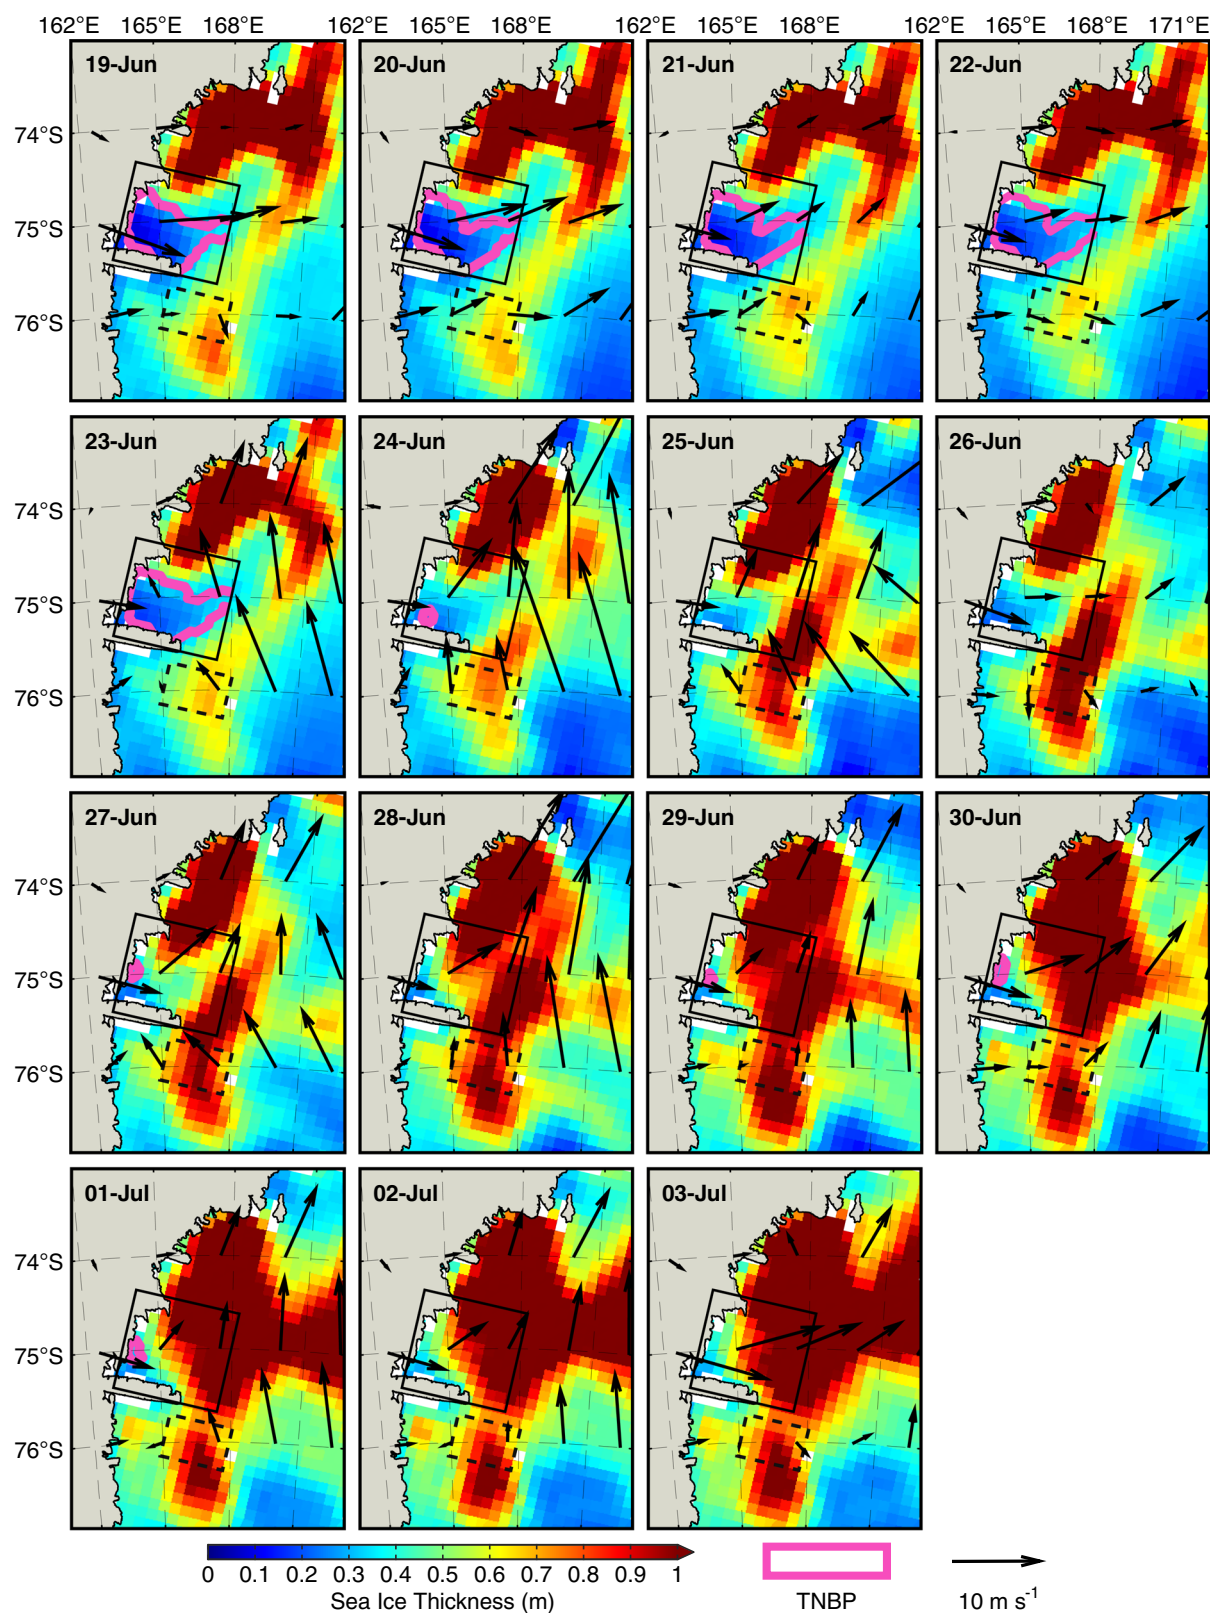 162°E 165°E 168°E 162°E 165°E 168°E 162°E 165°E 168°E 162°E 165°E 168°E 171°E
19-Jun 20-Jun 21-Jun 22-Jun
74°S
75°S
76°S
23-Jun 24-Jun 25-Jun 26-Jun
74°S
75°S
76°S
27-Jun 28-Jun 29-Jun 30-Jun
74°S
75°S
76°S
01-Jul 02-Jul 03-Jul
74°S
75°S
76°S
0 0.1 0.2 0.3 0.4 0.5 0.6 0.7 0.8 0.9 1
Sea Ice Thickness (m) TNBP 10 m s⁻¹